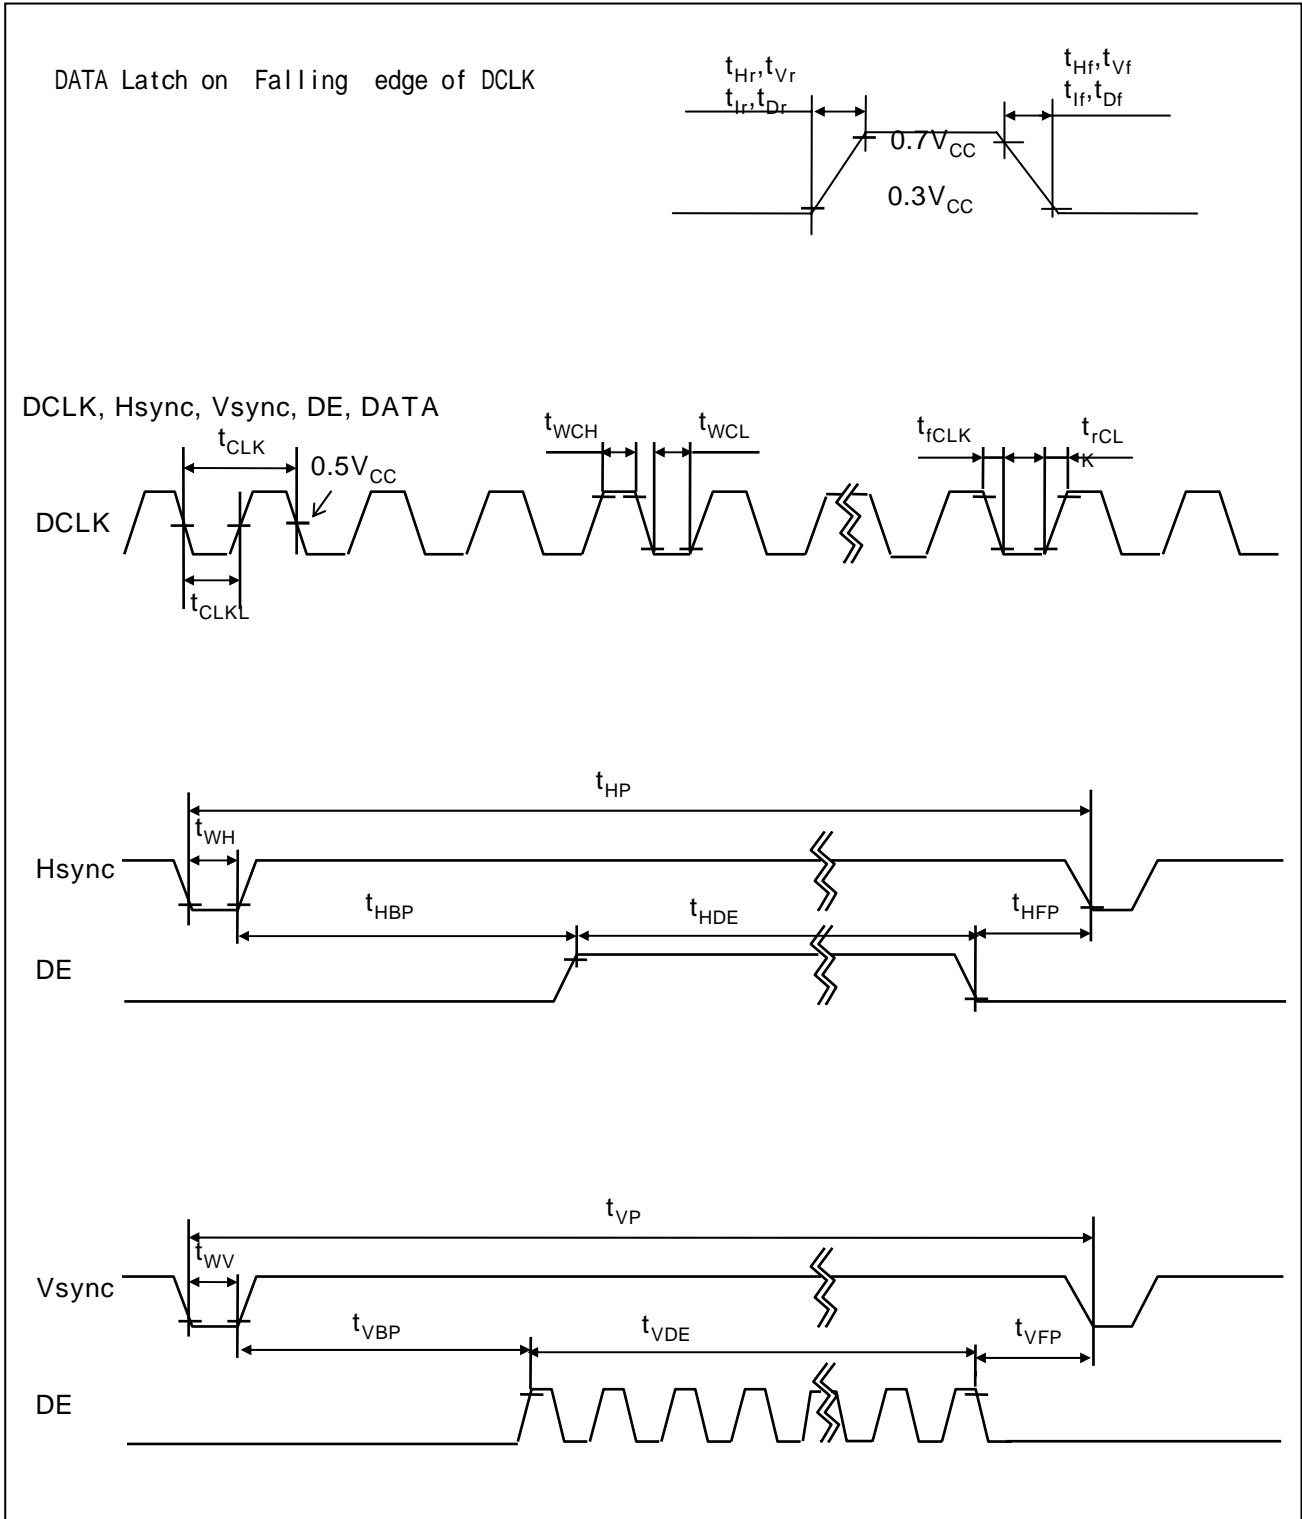 DATA Latch on Falling edge of DCLK
tHr,tVr
tIr,tDr
tHf,tVf
tIf,tDf
0.7VCC
0.3VCC
DCLK, Hsync, Vsync, DE, DATA
tCLK
0.5VCC
tWCH
tWCL
tfCLK
trCL
K
DCLK
tCLKL
tHP
tWH
Hsync
tHBP
tHDE
tHFP
DE
tVP
tWV
Vsync
tVBP
tVDE
tVFP
DE